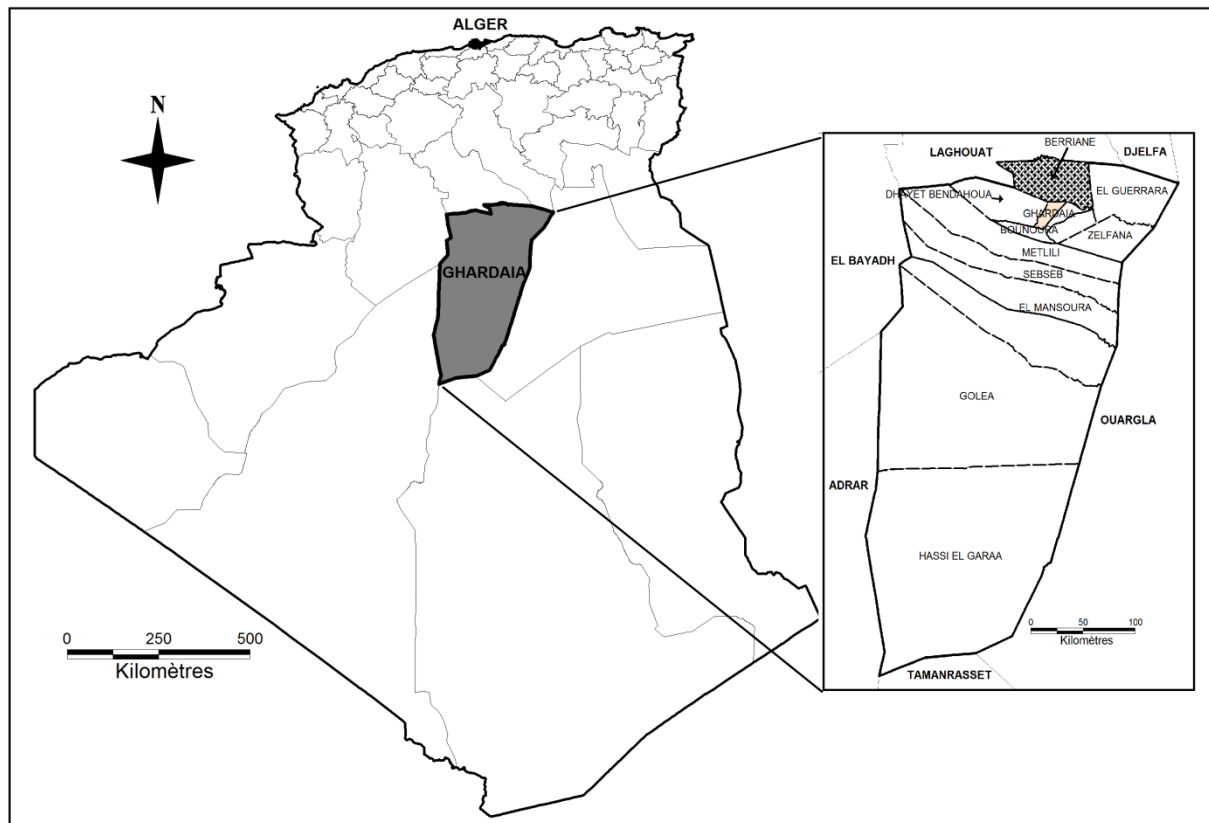 ALGER
N
GHARDAIA
0 250 500
Kilomètres
BERRIANE
LAGHOUAT
DJELFA
DHAYET BENDAHOUA
EL GUERRARA
GHARDAIA
BOUNOURA
ZELFANA
METLILI
EL BAYADH
SEBSEB
EL MANSOURA
GOLEA
OUARGLA
ADRAR
HASSI EL GARAA
0 50 100
Kilomètres
TAMANRASSET